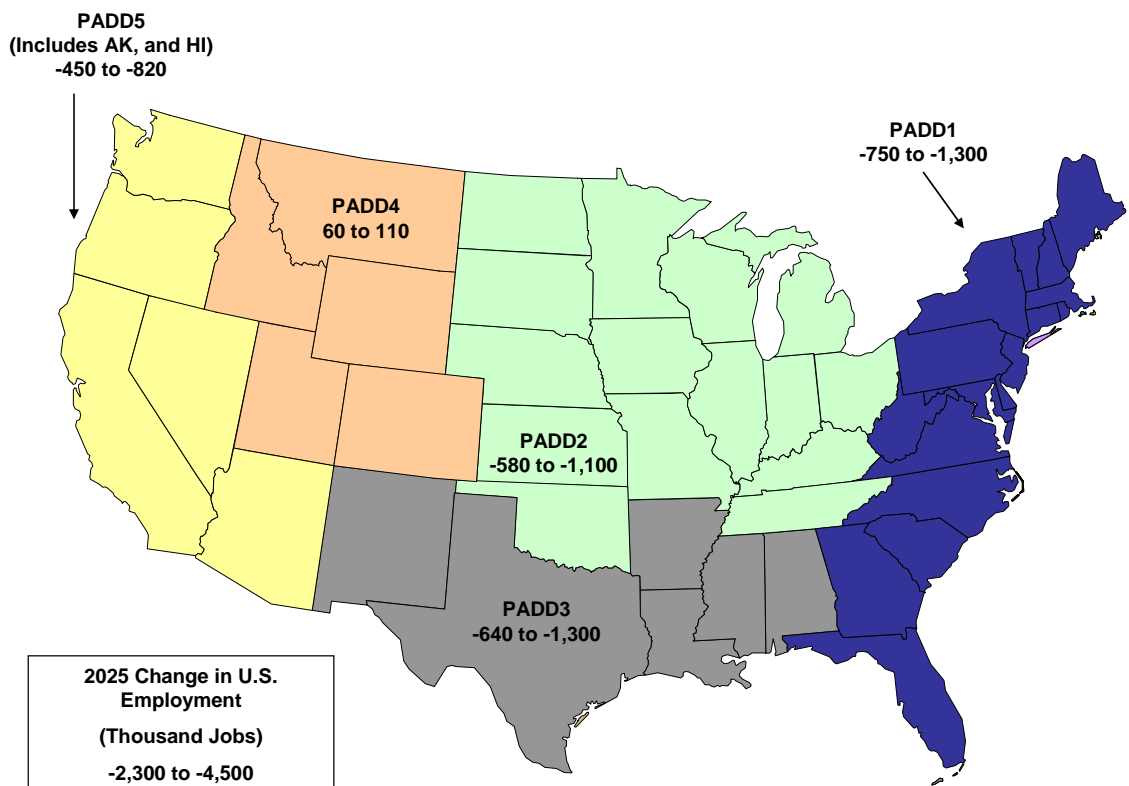 PADD5
(Includes AK, and HI)
-450 to -820
PADD1
-750 to -1,300
PADD4
60 to 110
PADD2
-580 to -1,100
PADD3
-640 to -1,300
2025 Change in U.S.
Employment
(Thousand Jobs)
-2,300 to -4,500